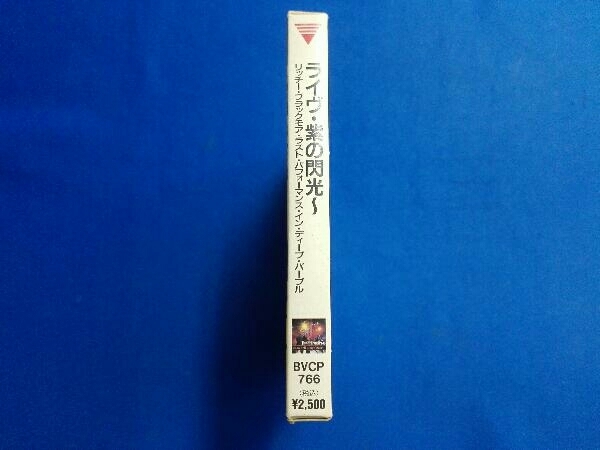 ライヴ・紫の閃光〜
リッチー・ブラックモア・ラスト・パフォーマンス・イン・ディープ・パープル
BVCP
766
(税込)
¥2,500